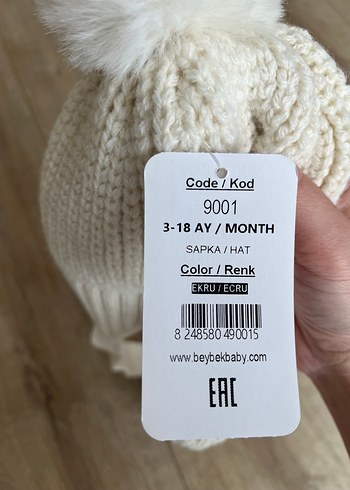 Code / Kod
9001
3-18 AY / MONTH
SAPKA / HAT
Color / Renk
EKRU / ECRU
8 248580 490015
www.beybekbaby.com
EAC